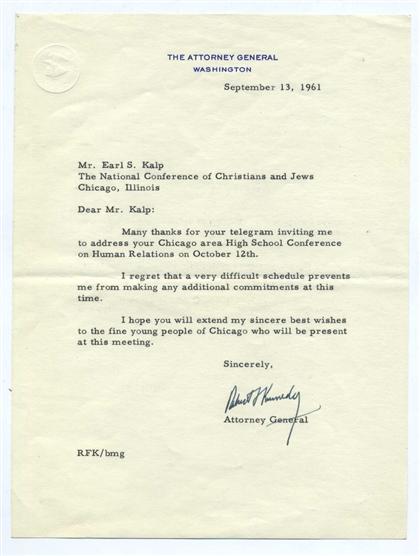 THE ATTORNEY GENERAL
WASHINGTON
September 13, 1961
Mr. Earl S. Kalp
The National Conference of Christians and Jews
Chicago, Illinois
Dear Mr. Kalp:
Many thanks for your telegram inviting me
to address your Chicago area High School Conference
on Human Relations on October 12th.
I regret that a very difficult schedule prevents
me from making any additional commitments at this
time.
I hope you will extend my sincere best wishes
to the fine young people of Chicago who will be present
at this meeting.
Sincerely,
Robert F Kennedy
Attorney General
RFK/bmg